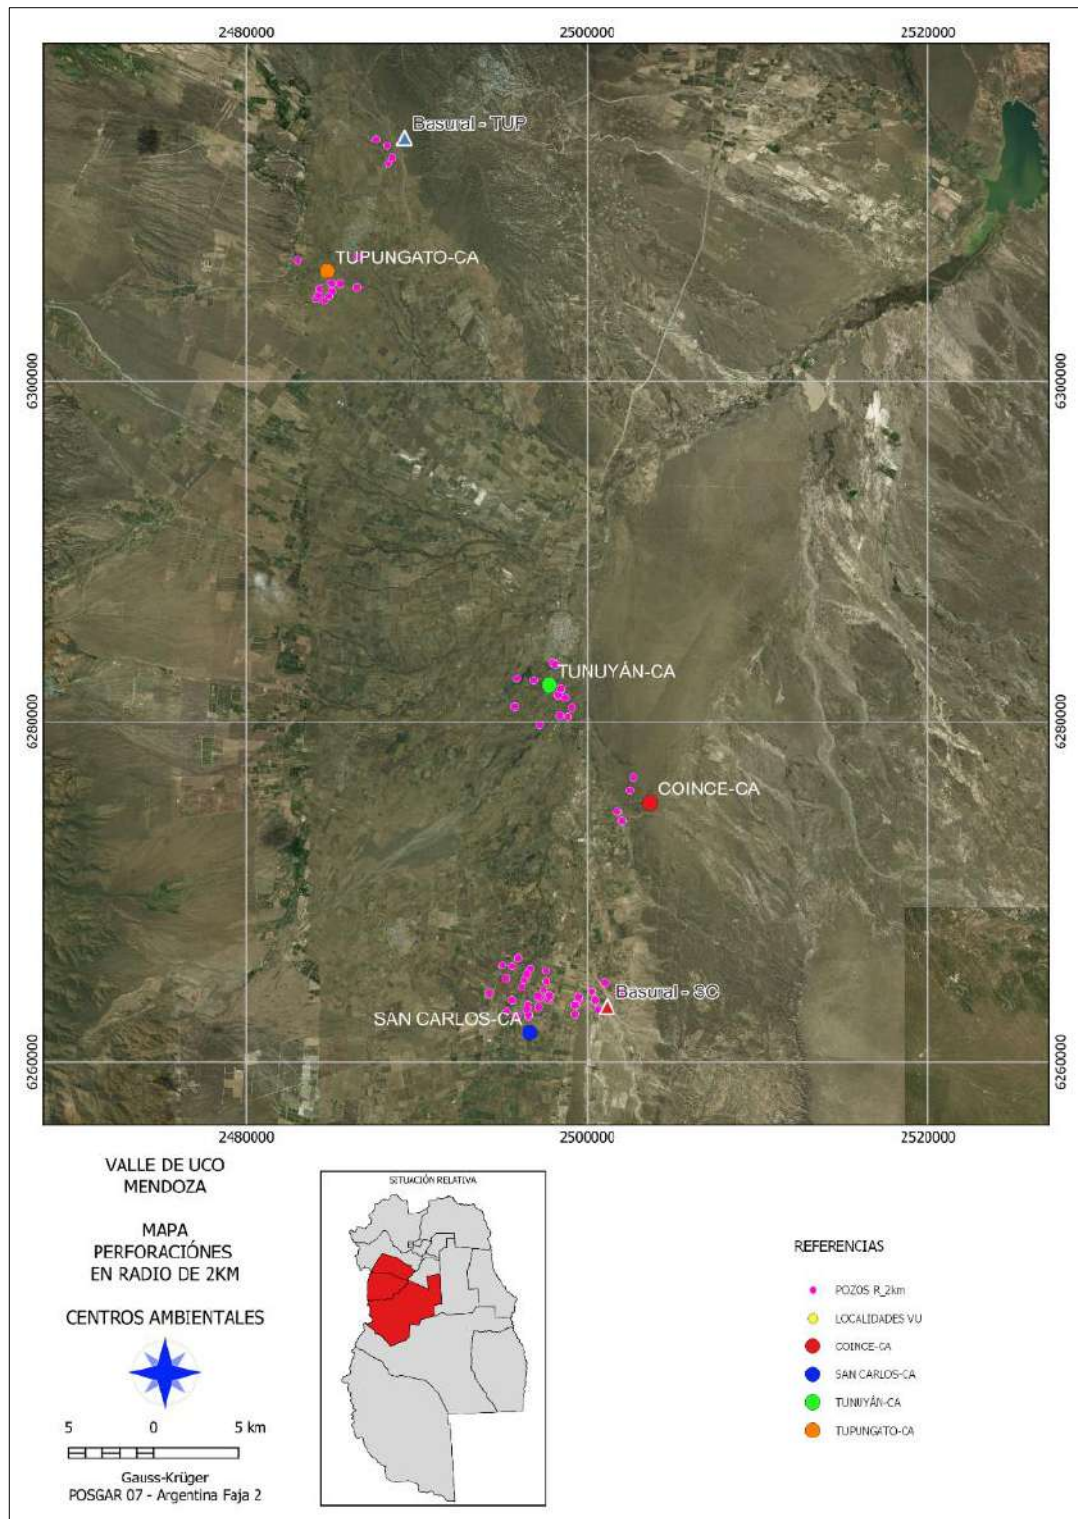 2480000
2500000
2520000
Basural - TUP
TUPUNGATO-CA
6300000
6300000
TUNUYÁN-CA
6280000
6280000
COINCE-CA
Basural - SC
SAN CARLOS-CA
6260000
6260000
2480000
2500000
2520000
VALLE DE UCO
MENDOZA
MAPA
PERFORACIÓNES
EN RADIO DE 2KM
CENTROS AMBIENTALES
5 0 5 km
Gauss-Krüger
POSGAR 07 - Argentina Faja 2
SITUACIÓN RELATIVA
REFERENCIAS
POZOS R_2km
LOCALIDADES VU
COINCE-CA
SAN CARLOS-CA
TUNUYÁN-CA
TUPUNGATO-CA